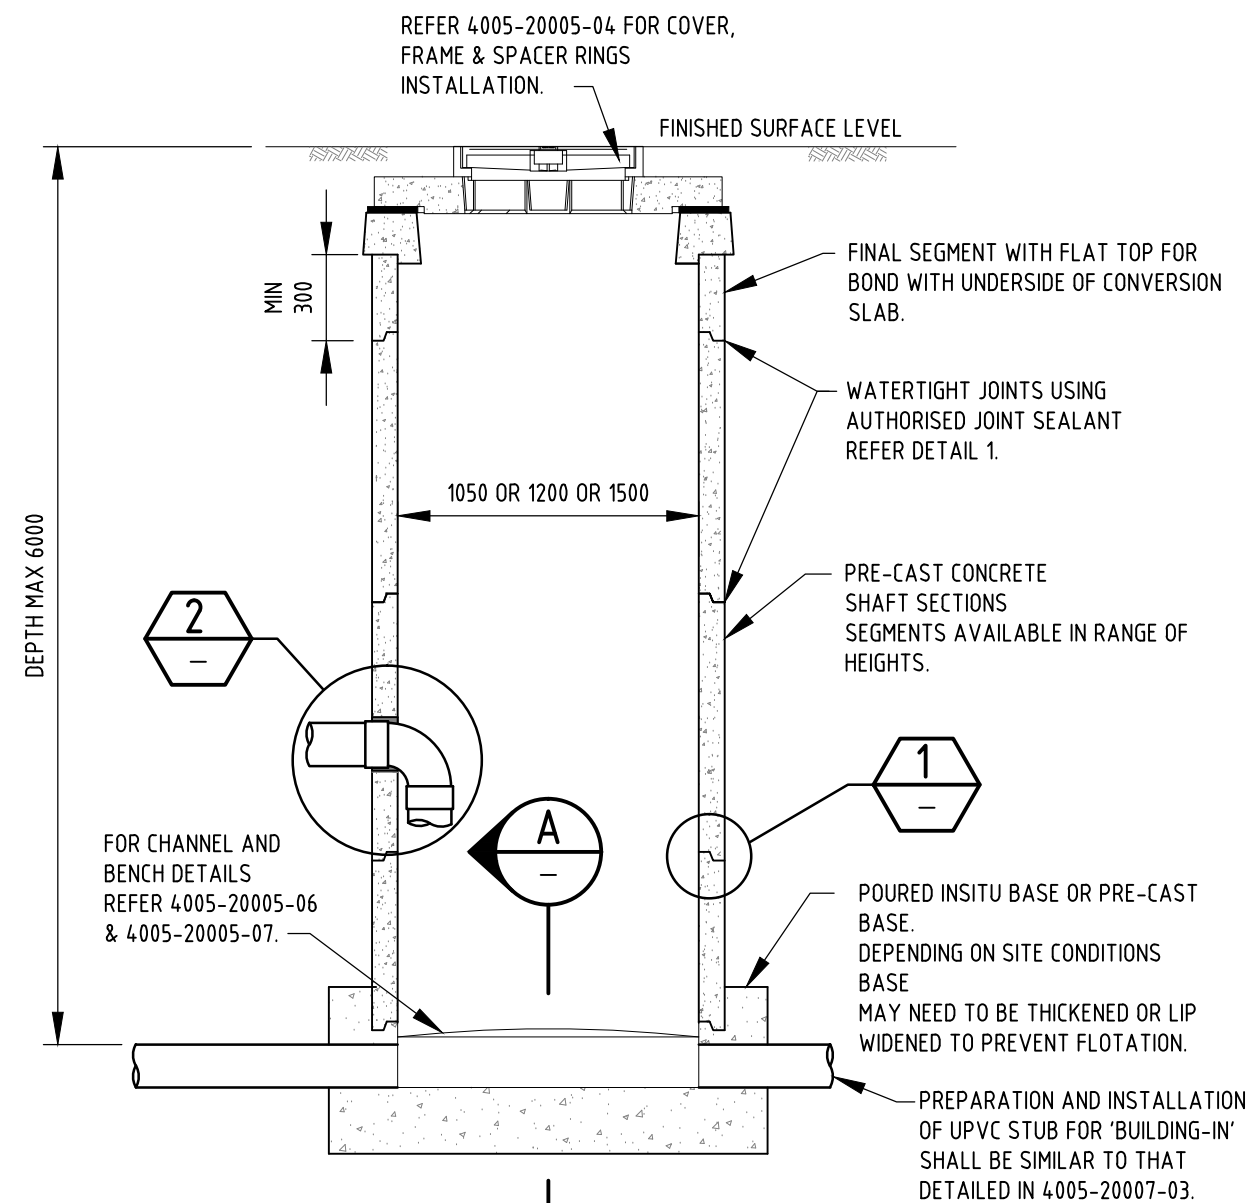 REFER 4005-20005-04 FOR COVER,
FRAME & SPACER RINGS
INSTALLATION.
FINISHED SURFACE LEVEL
MIN
300
FINAL SEGMENT WITH FLAT TOP FOR
BOND WITH UNDERSIDE OF CONVERSION
SLAB.
WATERTIGHT JOINTS USING
AUTHORISED JOINT SEALANT
REFER DETAIL 1.
1050 OR 1200 OR 1500
DEPTH MAX 6000
PRE-CAST CONCRETE
SHAFT SECTIONS
SEGMENTS AVAILABLE IN RANGE OF
HEIGHTS.
2
-
1
-
A
-
FOR CHANNEL AND
BENCH DETAILS
REFER 4005-20005-06
& 4005-20005-07.
POURED INSITU BASE OR PRE-CAST
BASE.
DEPENDING ON SITE CONDITIONS
BASE
MAY NEED TO BE THICKENED OR LIP
WIDENED TO PREVENT FLOTATION.
PREPARATION AND INSTALLATION
OF UPVC STUB FOR 'BUILDING-IN'
SHALL BE SIMILAR TO THAT
DETAILED IN 4005-20007-03.